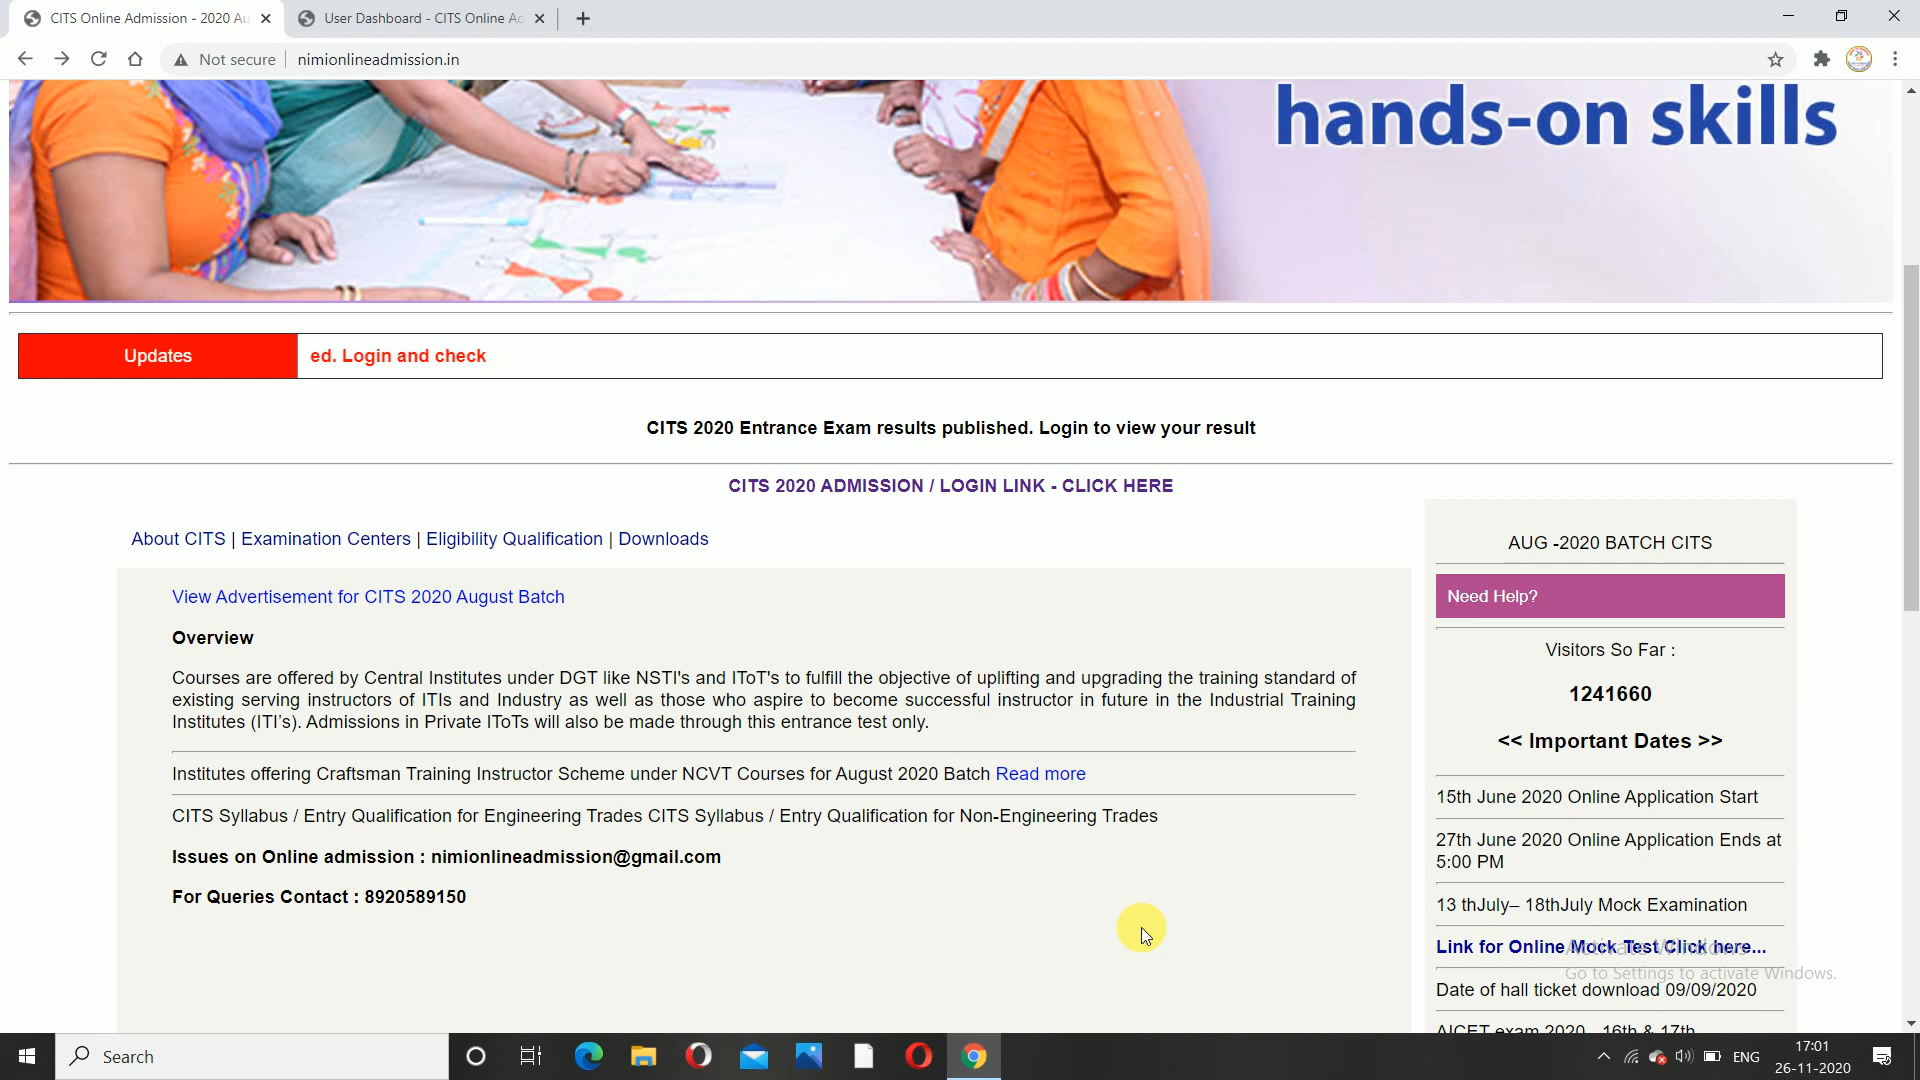 CITS Online Admission - 2020 Au
User Dashboard - CITS Online Ad
Not secure
nimionlineadmission.in
hands-on skills
Updates
ed. Login and check
CITS 2020 Entrance Exam results published. Login to view your result
CITS 2020 ADMISSION / LOGIN LINK - CLICK HERE
About CITS | Examination Centers | Eligibility Qualification | Downloads
View Advertisement for CITS 2020 August Batch
Overview
Courses are offered by Central Institutes under DGT like NSTI's and IToT's to fulfill the objective of uplifting and upgrading the training standard of
existing serving instructors of ITIs and Industry as well as those who aspire to become successful instructor in future in the Industrial Training
Institutes (ITI's). Admissions in Private IToTs will also be made through this entrance test only.
Institutes offering Craftsman Training Instructor Scheme under NCVT Courses for August 2020 Batch Read more
CITS Syllabus / Entry Qualification for Engineering Trades CITS Syllabus / Entry Qualification for Non-Engineering Trades
Issues on Online admission : nimionlineadmission@gmail.com
For Queries Contact : 8920589150
AUG -2020 BATCH CITS
Need Help?
Visitors So Far :
1241660
<< Important Dates >>
15th June 2020 Online Application Start
27th June 2020 Online Application Ends at
5:00 PM
13 thJuly– 18thJuly Mock Examination
Link for Online Mock Test Click here...
Activate Windows
Go to Settings to activate Windows.
Date of hall ticket download 09/09/2020
AICET exam 2020 16th & 17th
Search
ENG
17:01
26-11-2020